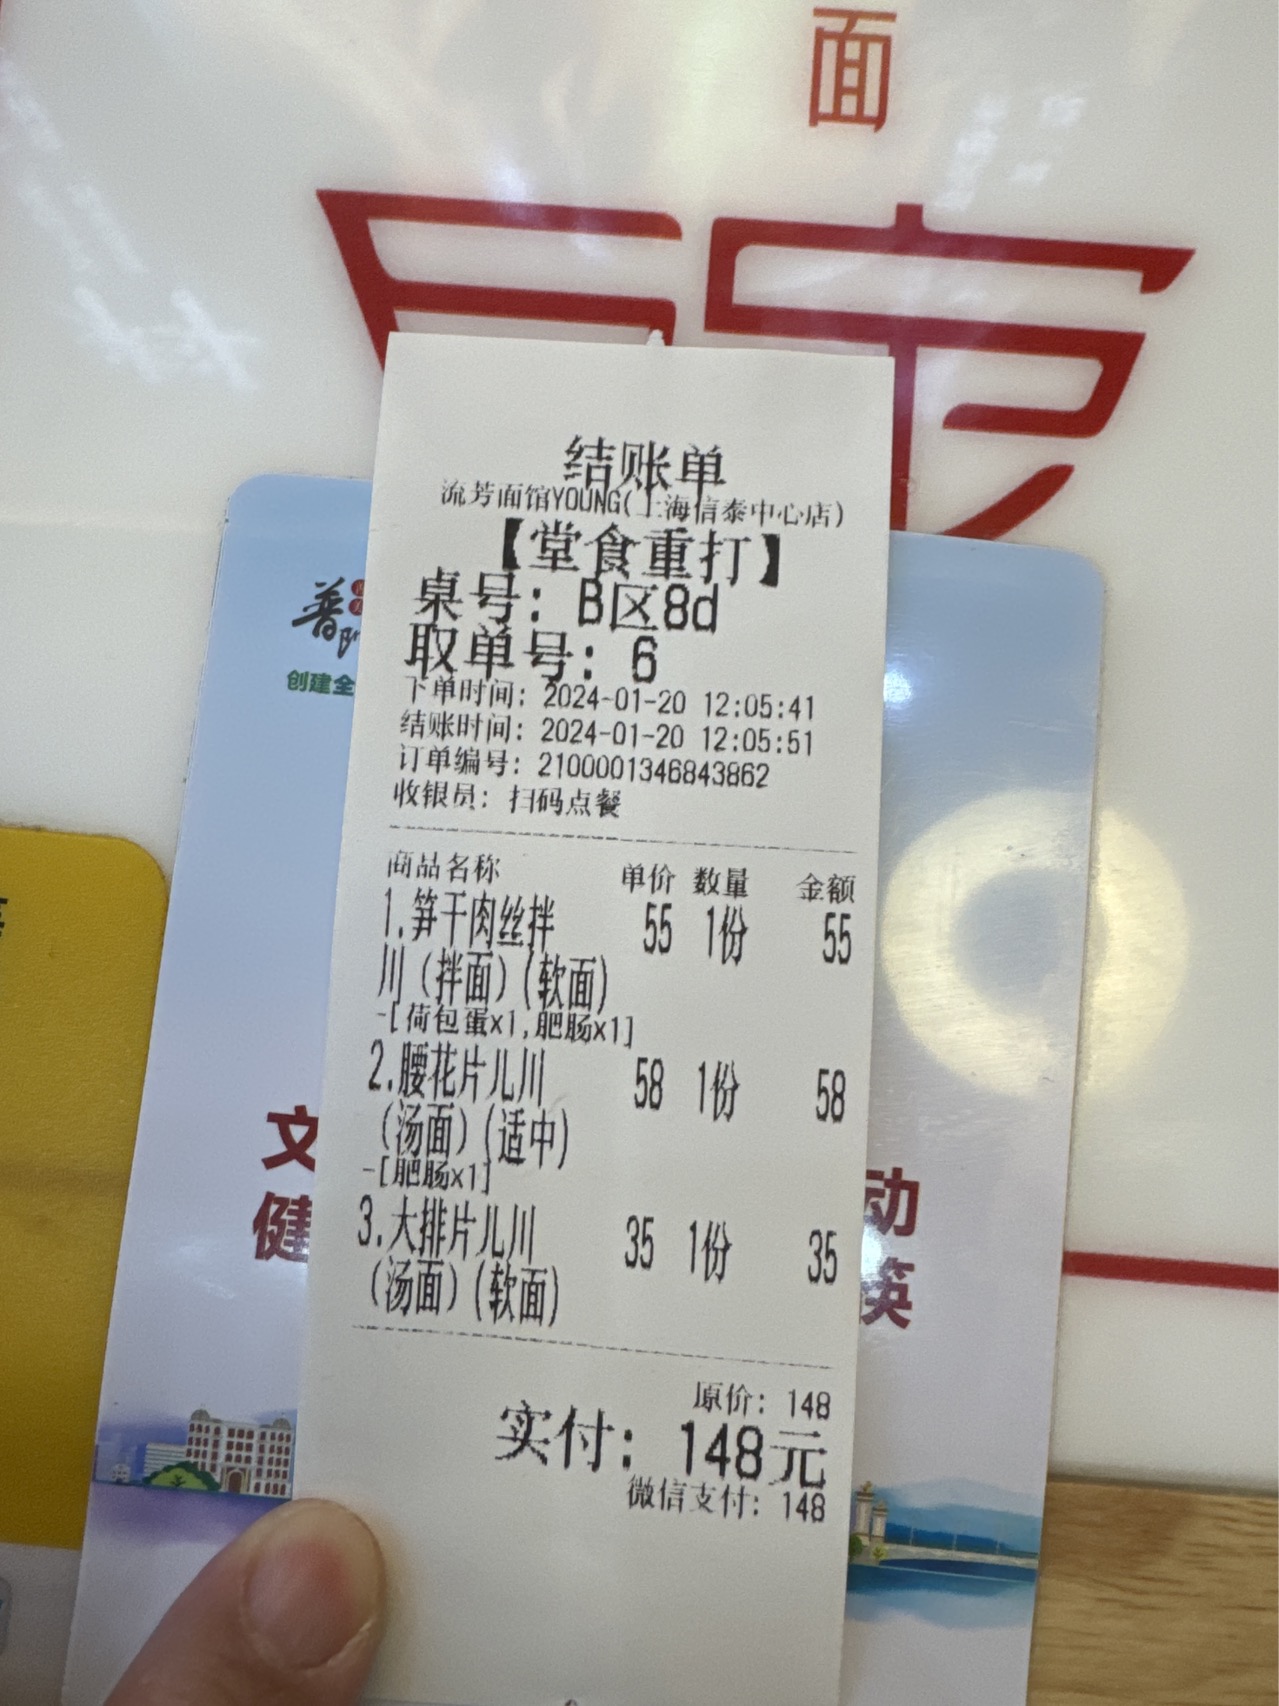 面
结账单
流芳面馆YOUNG(上海信泰中心店)
【堂食重打】
桌号: B区8d
取单号: 6
下单时间: 2024-01-20 12:05:41
结账时间: 2024-01-20 12:05:51
订单编号: 2100001346843862
收银员: 扫码点餐
商品名称 单价 数量 金额
1.笋干肉丝拌 55 1份 55
川(拌面)(软面)
-[荷包蛋x1,肥肠x1]
2.腰花片儿川 58 1份 58
(汤面)(适中)
-[肥肠x1]
3.大排片儿川 35 1份 35
(汤面)(软面)
原价: 148
实付: 148元
微信支付: 148
普
创建全
文
动
健
筷